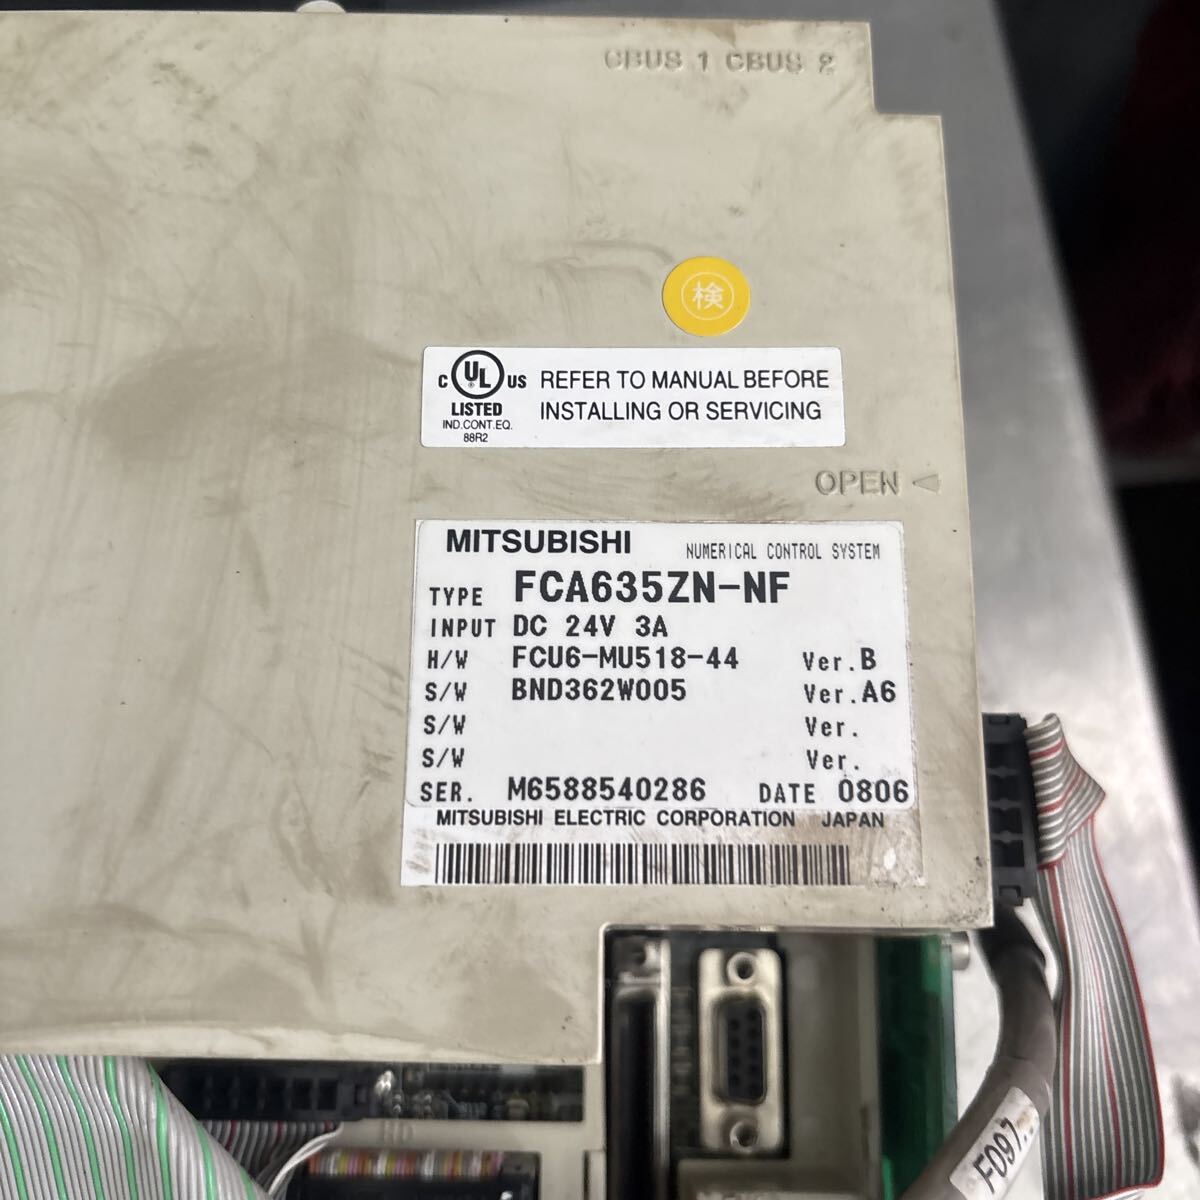 CBUS 1 CBUS 2
検
C UL US
LISTED
IND.CONT.EQ.
88R2
REFER TO MANUAL BEFORE
INSTALLING OR SERVICING
OPEN
MITSUBISHI NUMERICAL CONTROL SYSTEM
TYPE FCA635ZN-NF
INPUT DC 24V 3A
H/W FCU6-MU518-44 Ver.B
S/W BND362W005 Ver.A6
S/W Ver.
S/W Ver.
SER. M6588540286 DATE 0806
MITSUBISHI ELECTRIC CORPORATION JAPAN